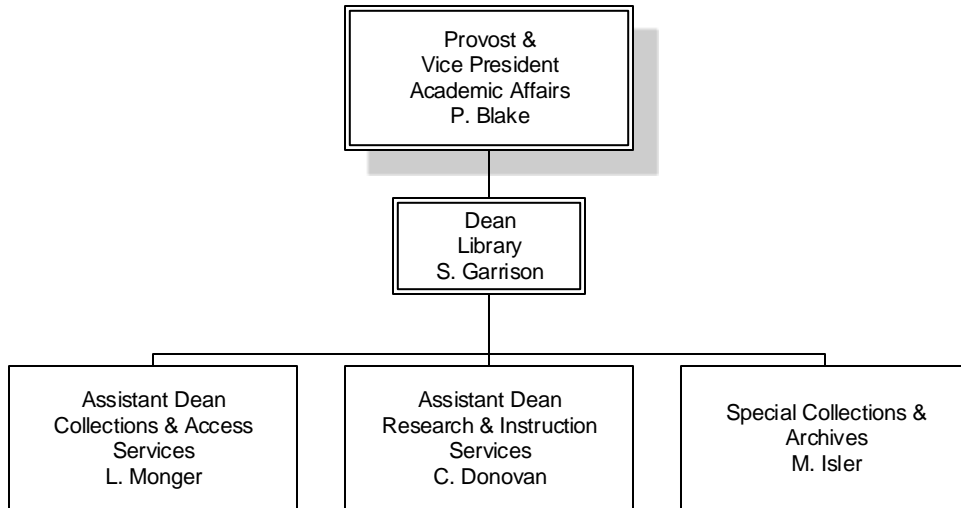 Provost &
Vice President
Academic Affairs
P. Blake
Dean
Library
S. Garrison
Assistant Dean
Collections & Access
Services
L. Monger
Assistant Dean
Research & Instruction
Services
C. Donovan
Special Collections &
Archives
M. Isler